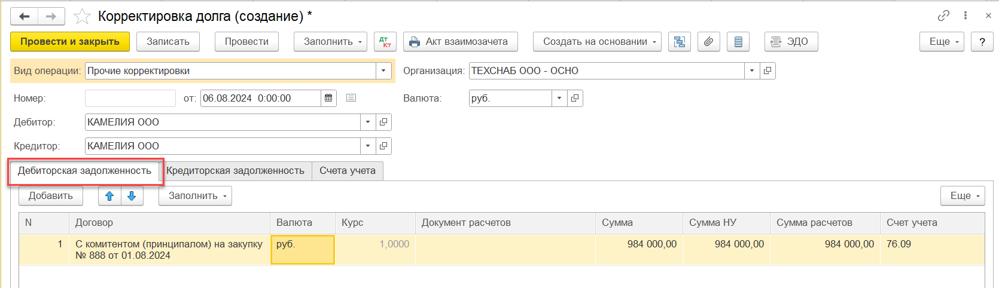 Корректировка долга (создание) *
Провести и закрыть Записать Провести Заполнить Дт Кт Акт взаимозачета Создать на основании ЭДО Еще ?
Вид операции: Прочие корректировки Организация: ТЕХСНАБ ООО - ОСНО
Номер: от: 06.08.2024 0:00:00 Валюта: руб.
Дебитор: КАМЕЛИЯ ООО
Кредитор: КАМЕЛИЯ ООО
Дебиторская задолженность Кредиторская задолженность Счета учета
Добавить Заполнить Еще
N Договор Валюта Курс Документ расчетов Сумма Сумма НУ Сумма расчетов Счет учета
1 С комитентом (принципалом) на закупку руб. 1,0000 984 000,00 984 000,00 984 000,00 76.09
№ 888 от 01.08.2024